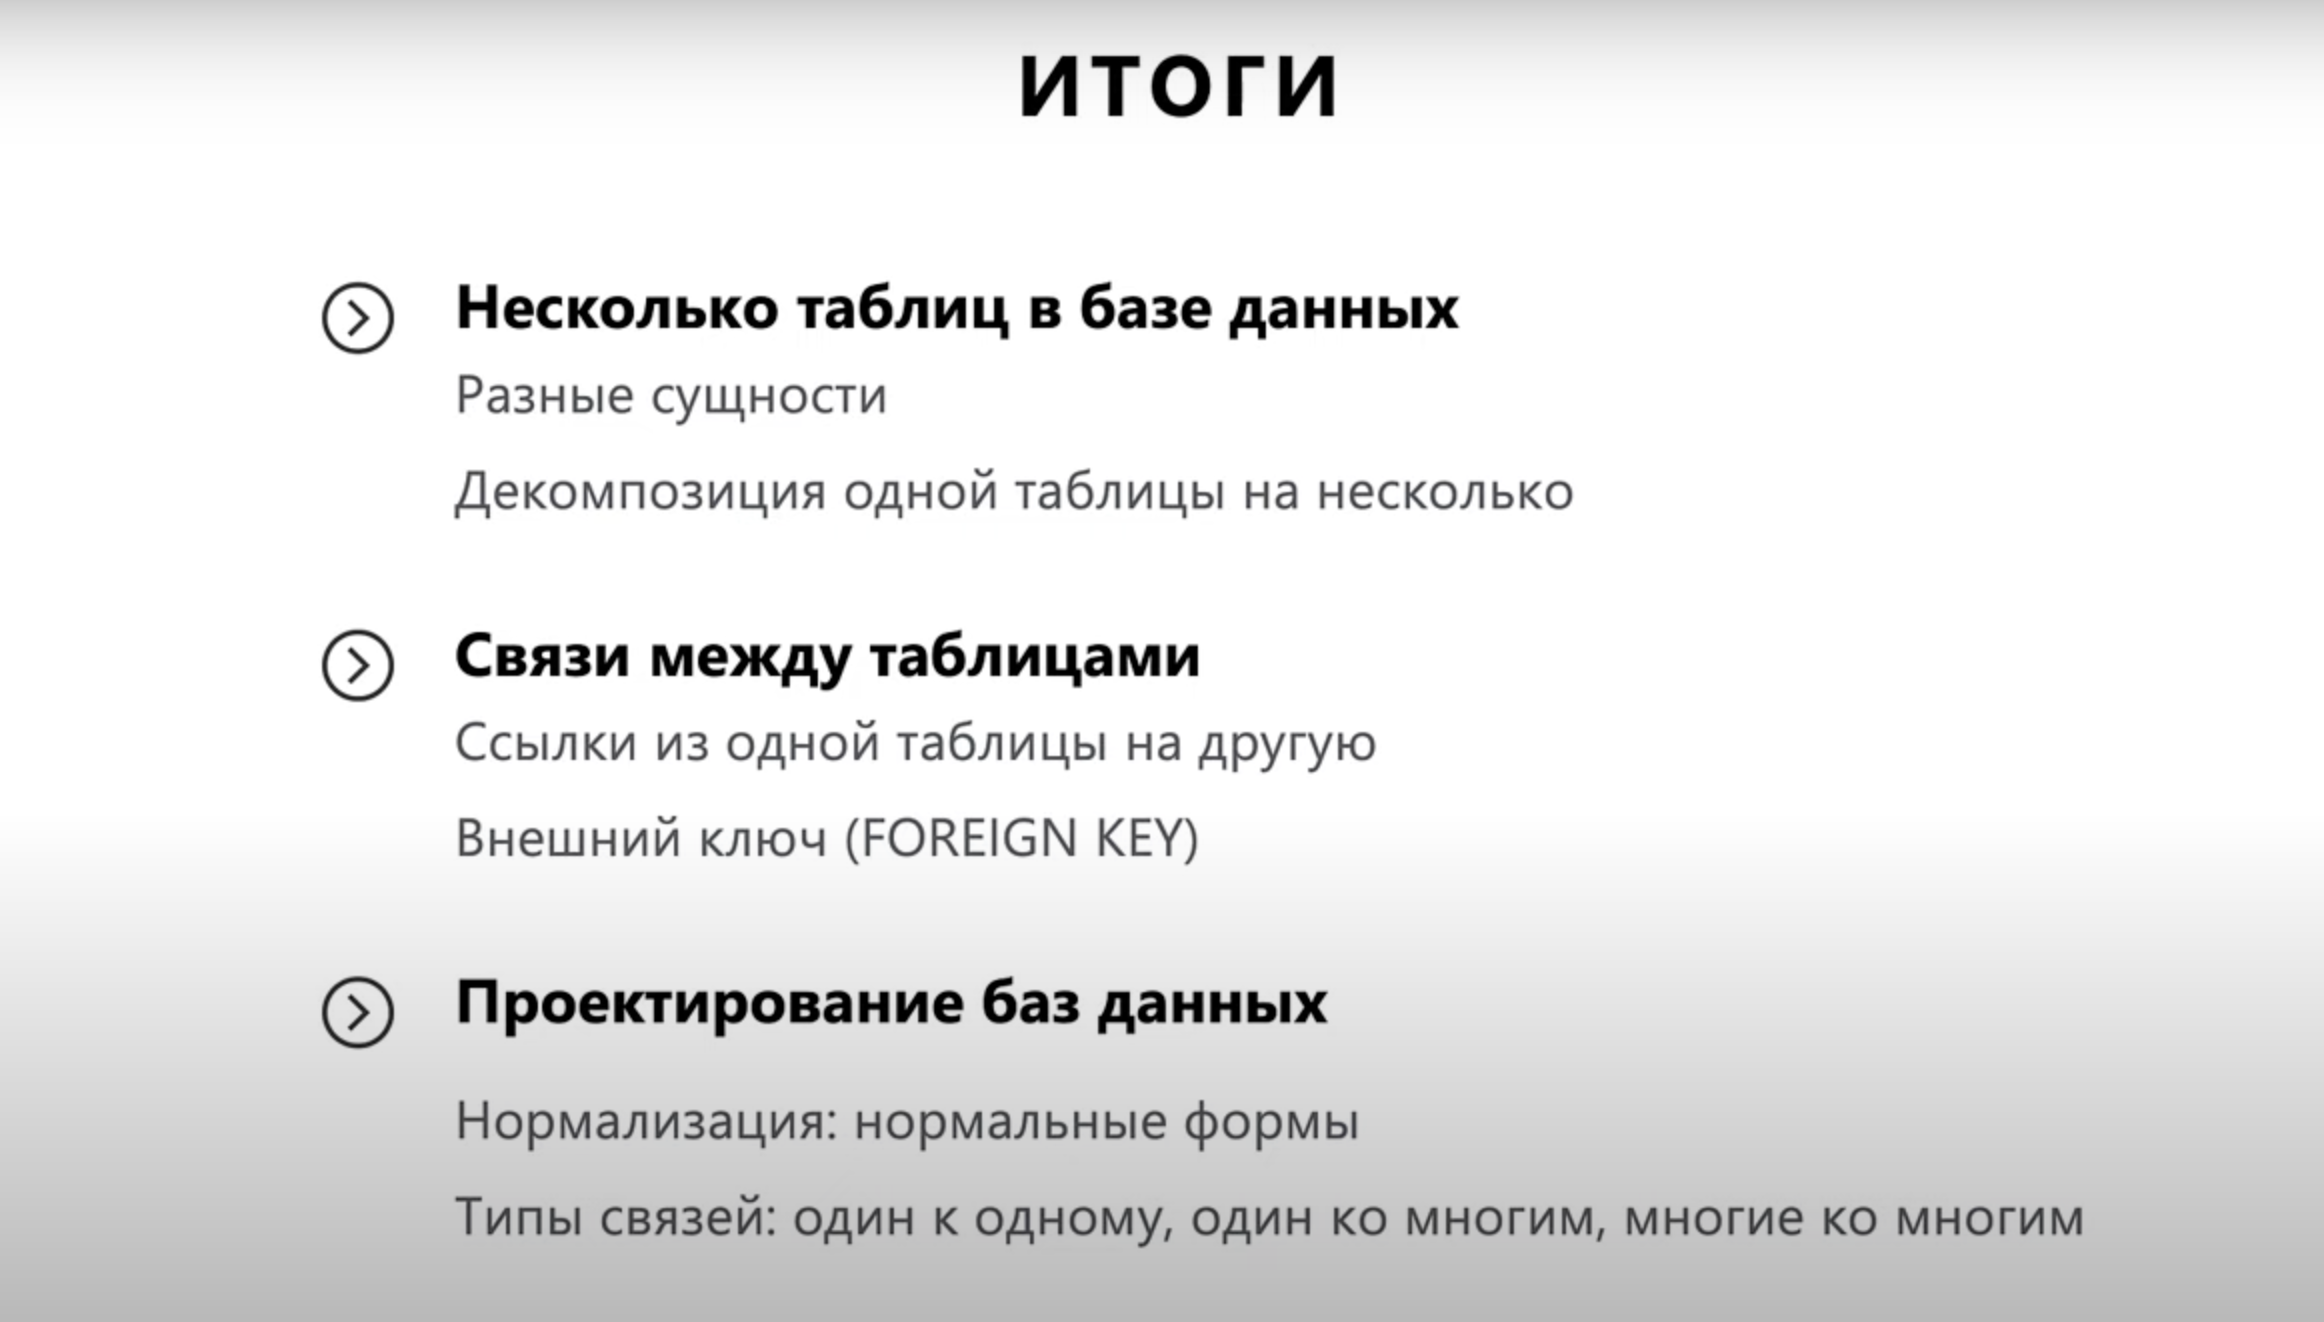 ИТОГИ
Несколько таблиц в базе данных
Разные сущности
Декомпозиция одной таблицы на несколько
Связи между таблицами
Ссылки из одной таблицы на другую
Внешний ключ (FOREIGN KEY)
Проектирование баз данных
Нормализация: нормальные формы
Типы связей: один к одному, один ко многим, многие ко многим